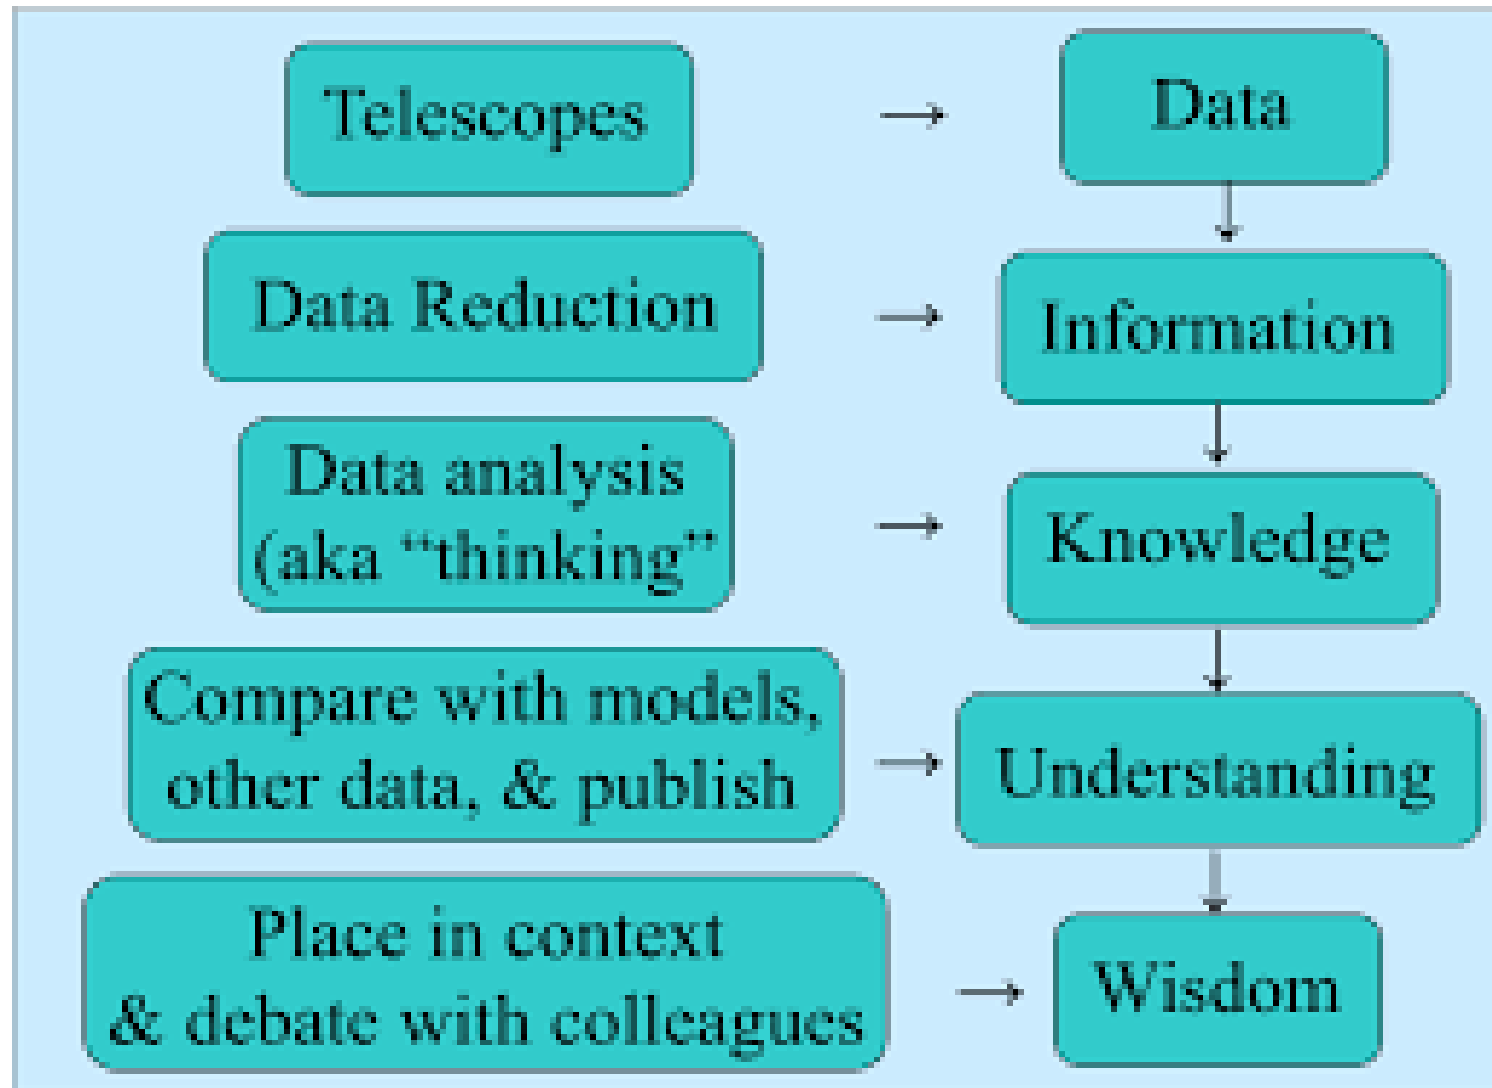 Telescopes
Data
Data Reduction
Information
Data analysis
(aka “thinking”
Knowledge
Compare with models,
other data, & publish
Understanding
Place in context
& debate with colleagues
Wisdom